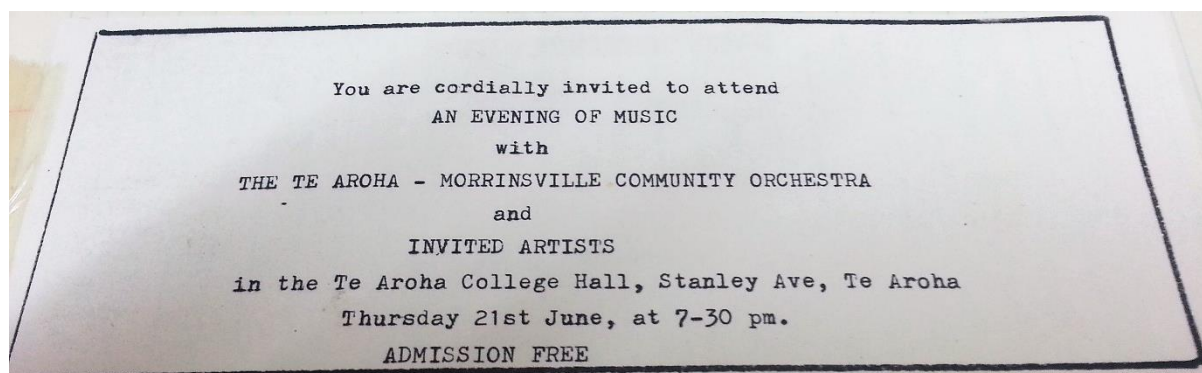 You are cordially invited to attend
AN EVENING OF MUSIC
with
THE TE AROHA - MORRINSVILLE COMMUNITY ORCHESTRA
and
INVITED ARTISTS
in the Te Aroha College Hall, Stanley Ave, Te Aroha
Thursday 21st June, at 7-30 pm.
ADMISSION FREE